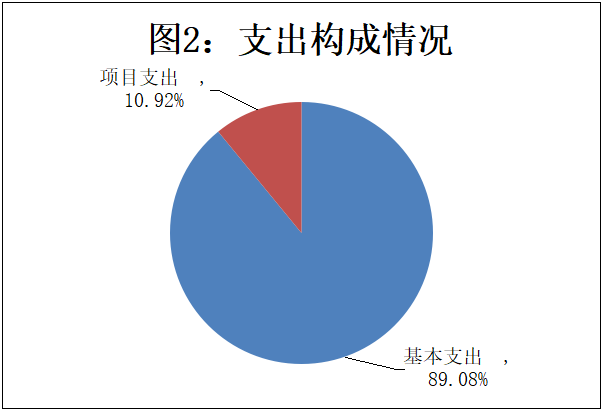 图2：支出构成情况
项目支出 ，
10.92%
基本支出 ，
89.08%